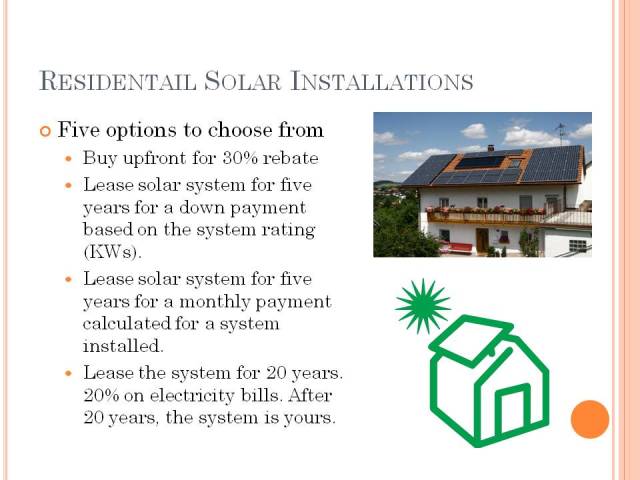 RESIDENTAIL SOLAR INSTALLATIONS
Five options to choose from
Buy upfront for 30% rebate
Lease solar system for five
years for a down payment
based on the system rating
(KWs).
Lease solar system for five
years for a monthly payment
calculated for a system
installed.
Lease the system for 20 years.
20% on electricity bills. After
20 years, the system is yours.